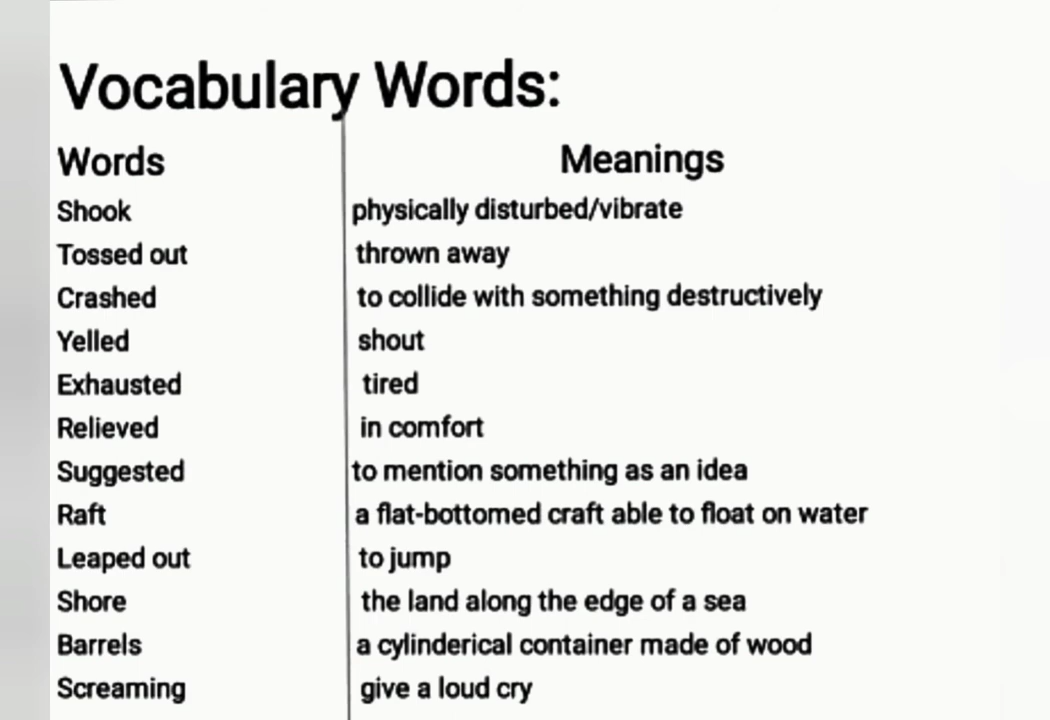 Vocabulary Words:
Words Meanings
Shook physically disturbed/vibrate
Tossed out thrown away
Crashed to collide with something destructively
Yelled shout
Exhausted tired
Relieved in comfort
Suggested to mention something as an idea
Raft a flat-bottomed craft able to float on water
Leaped out to jump
Shore the land along the edge of a sea
Barrels a cylinderical container made of wood
Screaming give a loud cry